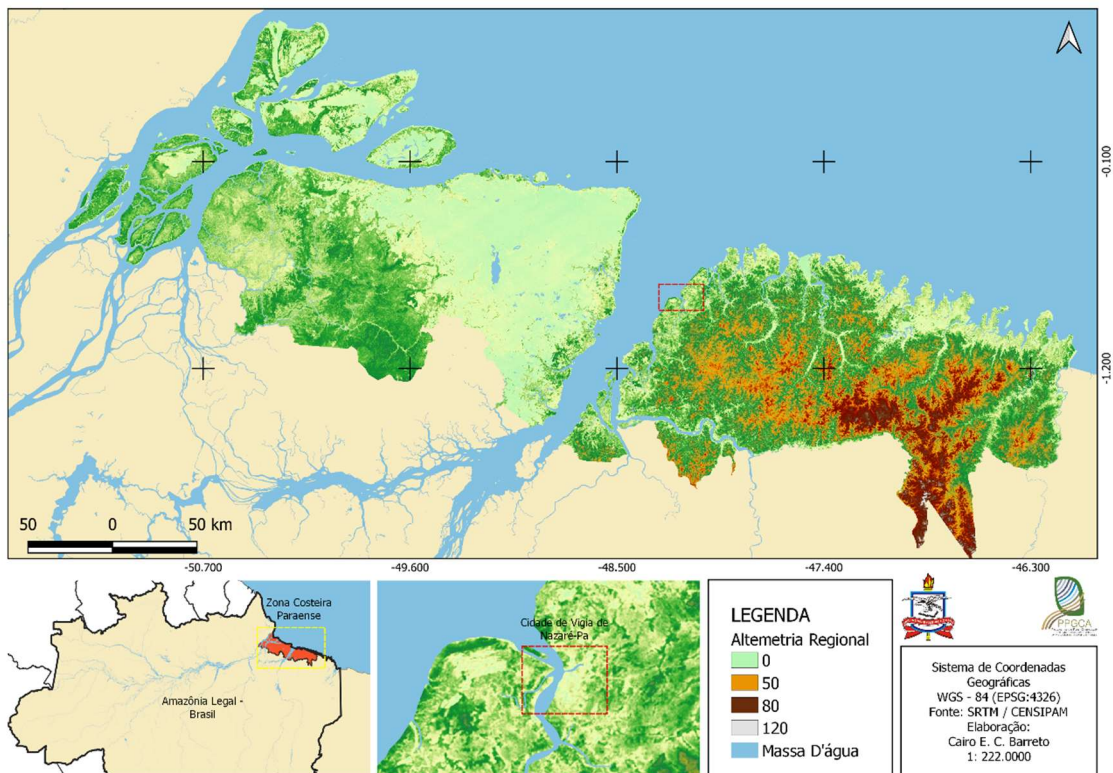 -0.100
-1.200
50 0 50 km
-50.700 -49.600 -48.500 -47.400 -46.300
Zona Costeira
Paraense
Amazônia Legal -
Brasil
Cidade de Vigia de
Nazaré-Pa
LEGENDA
Altemetria Regional
0
50
80
120
Massa D'água
PPGCA
Sistema de Coordenadas
Geográficas
WGS - 84 (EPSG:4326)
Fonte: SRTM / CENSIPAM
Elaboração:
Cairo E. C. Barreto
1: 222.0000